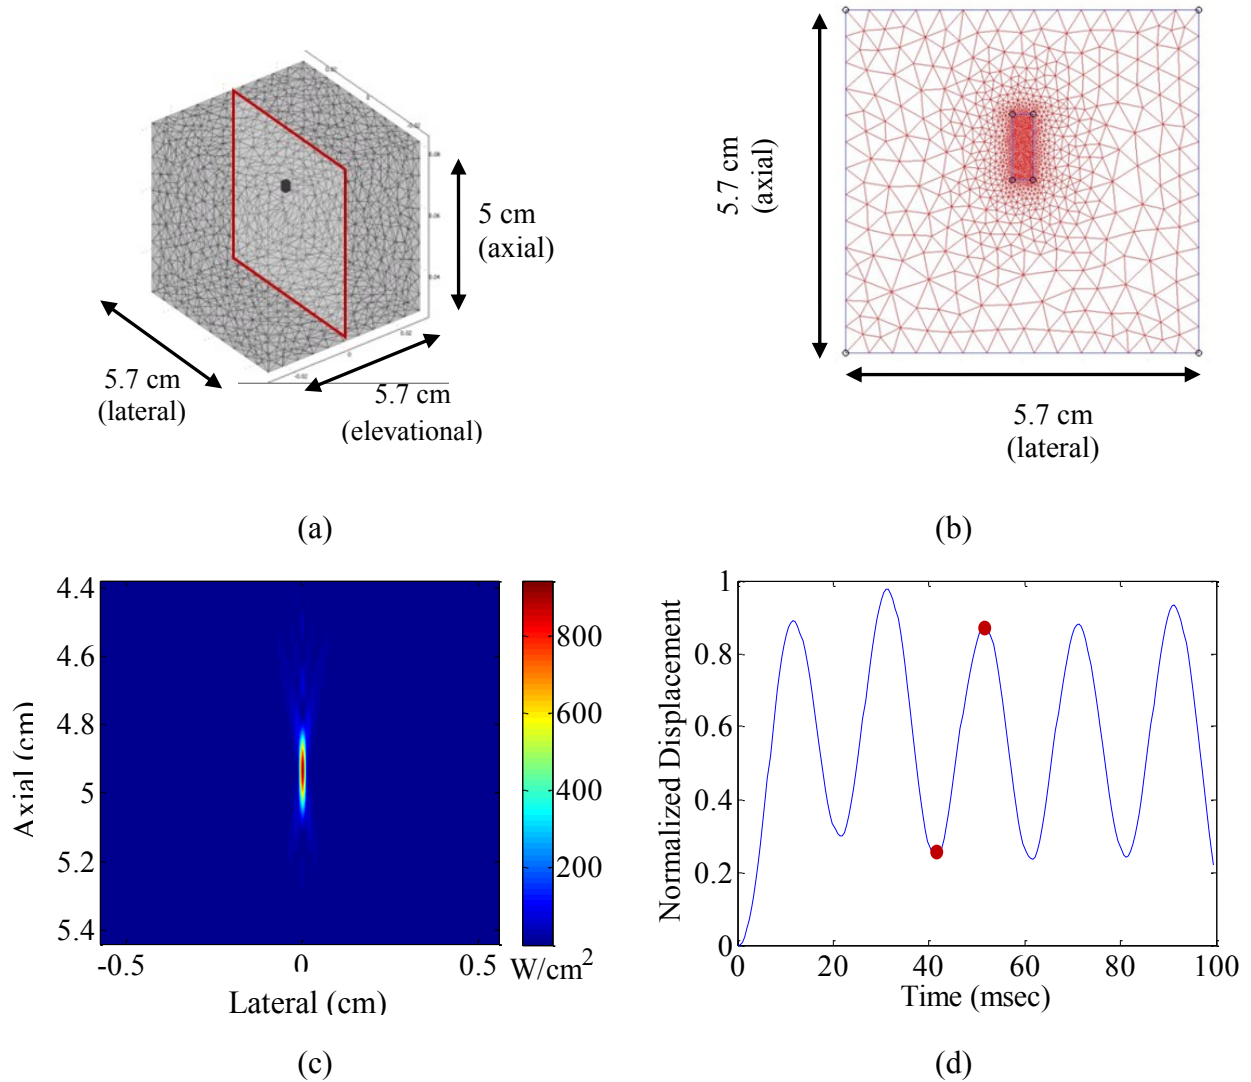 5 cm
(axial)
5.7 cm
(lateral)
5.7 cm
(elevational)
5.7 cm
(axial)
5.7 cm
(lateral)
(a)
(b)
4.4
4.6
4.8
5
5.2
5.4
Axial (cm)
-0.5
0
0.5
Lateral (cm)
800
600
400
200
0
W/cm²
1
0.8
0.6
0.4
0.2
0
Normalized Displacement
0
20
40
60
80
100
Time (msec)
(c)
(d)